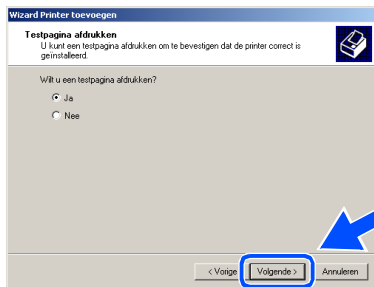 Wizard Printer toevoegen
Testpagina afdrukken
U kunt een testpagina afdrukken om te bevestigen dat de printer correct is
geïnstalleerd.
Wilt u een testpagina afdrukken?
Ja
Nee
< Vorige
Volgende >
Annuleren